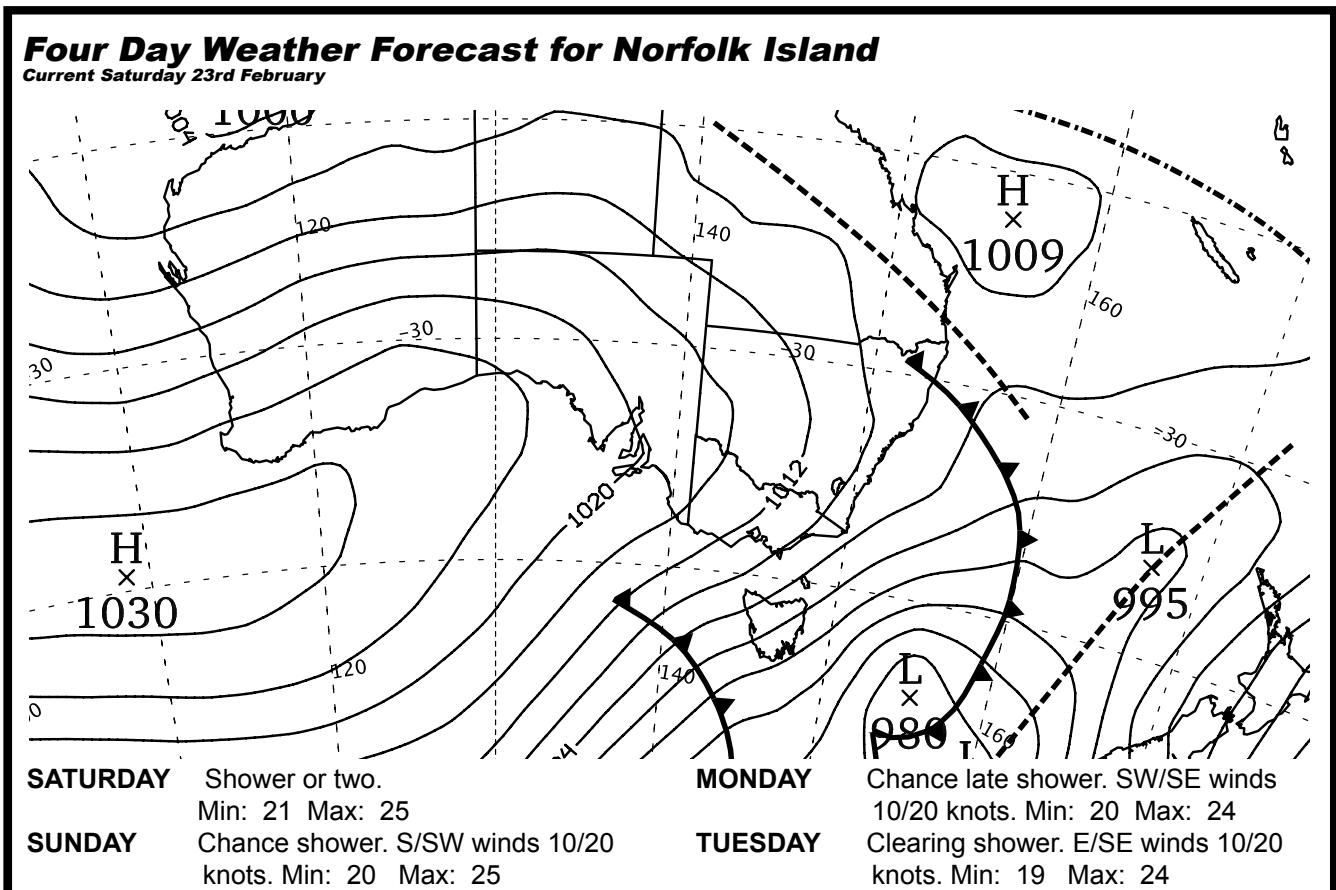 Four Day Weather Forecast for Norfolk Island
Current Saturday 23rd February
1000
004
H
1009
120
140
160
-30
30
-30
-30
1020
1012
H
1030
L
995
120
140
L
980
160
L
0
SATURDAY Shower or two.
Min: 21 Max: 25
SUNDAY Chance shower. S/SW winds 10/20
knots. Min: 20 Max: 25
MONDAY Chance late shower. SW/SE winds
10/20 knots. Min: 20 Max: 24
TUESDAY Clearing shower. E/SE winds 10/20
knots. Min: 19 Max: 24